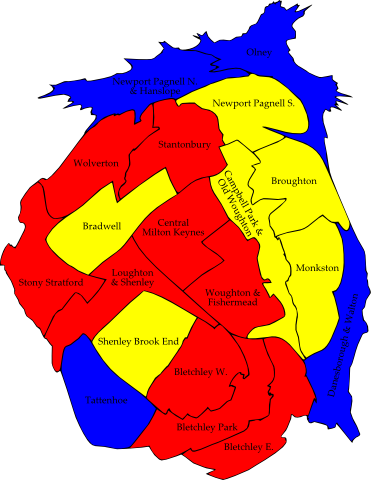 Olney
Newport Pagnell N.
& Hanslope
Newport Pagnell S.
Stantonbury
Wolverton
Broughton
Campbell Park &
Old Woughton
Bradwell
Central
Milton Keynes
Monkston
Stony Stratford
Loughton
& Shenley
Woughton &
Fishermead
Danesborough & Walton
Shenley Brook End
Bletchley W.
Tattenhoe
Bletchley Park
Bletchley E.